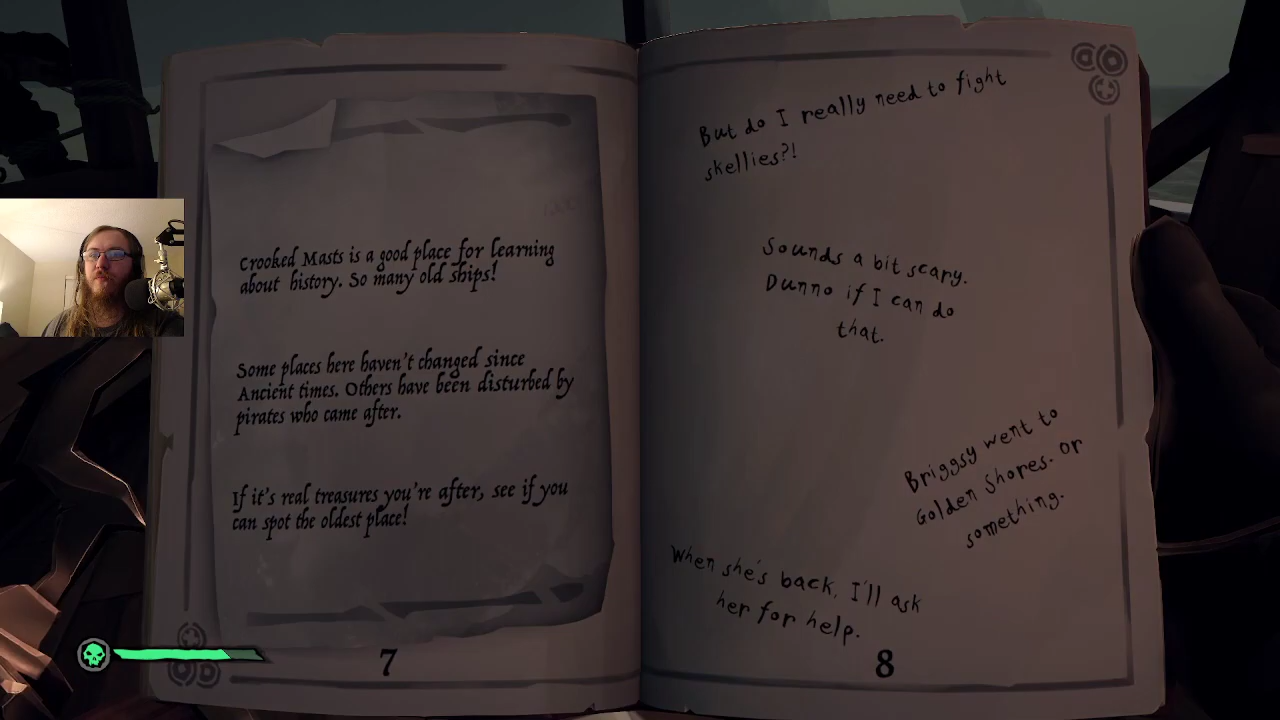 Crooked Masts is a good place for learning
about history. So many old ships!
Some places here haven't changed since
Ancient times. Others have been disturbed by
pirates who came after.
If it's real treasures you're after, see if you
can spot the oldest place!
7
But do I really need to fight
skellies?!
Sounds a bit scary.
Dunno if I can do
that.
Briggsy went to
Golden Shores. Or
something.
When she's back, I'll ask
her for help.
8